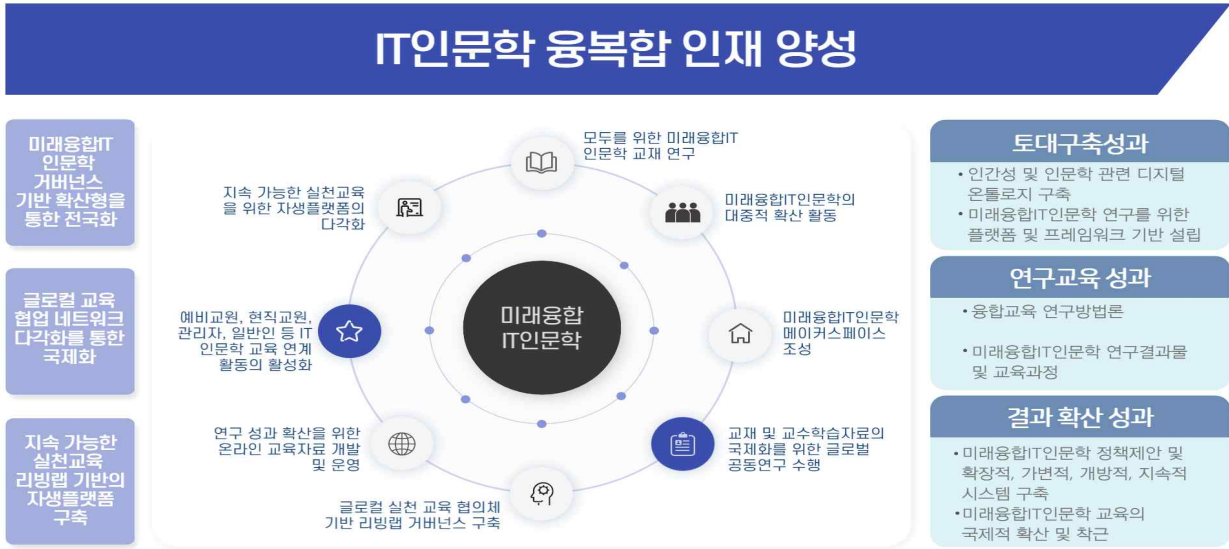 IT인문학 융복합 인재 양성
미래융합IT
인문학
거버넌스
기반 확산형을
통한 전국화
글로컬 교육
협업 네트워크
다각화를 통한
국제화
지속 가능한
실천교육
리빙랩 기반의
자생플랫폼
구축
모두를 위한 미래융합IT
인문학 교재 연구
미래융합IT인문학의
대중적 확산 활동
미래융합IT인문학
메이커스페이스
조성
교재 및 교수학습자료의
국제화를 위한 글로벌
공동연구 수행
글로컬 실천 교육 협의체
기반 리빙랩 거버넌스 구축
연구 성과 확산을 위한
온라인 교육자료 개발
및 운영
예비교원, 현직교원,
관리자, 일반인 등 IT
인문학 교육 연계
활동의 활성화
지속 가능한 실천교육
을 위한 자생플랫폼의
다각화
미래융합
IT인문학
토대구축성과
• 인간성 및 인문학 관련 디지털
온톨로지 구축
• 미래융합IT인문학 연구를 위한
플랫폼 및 프레임워크 기반 설립
연구교육 성과
• 융합교육 연구방법론
• 미래융합IT인문학 연구결과물
및 교육과정
결과 확산 성과
• 미래융합IT인문학 정책제안 및
확장적, 가변적, 개방적, 지속적
시스템 구축
• 미래융합IT인문학 교육의
국제적 확산 및 착근